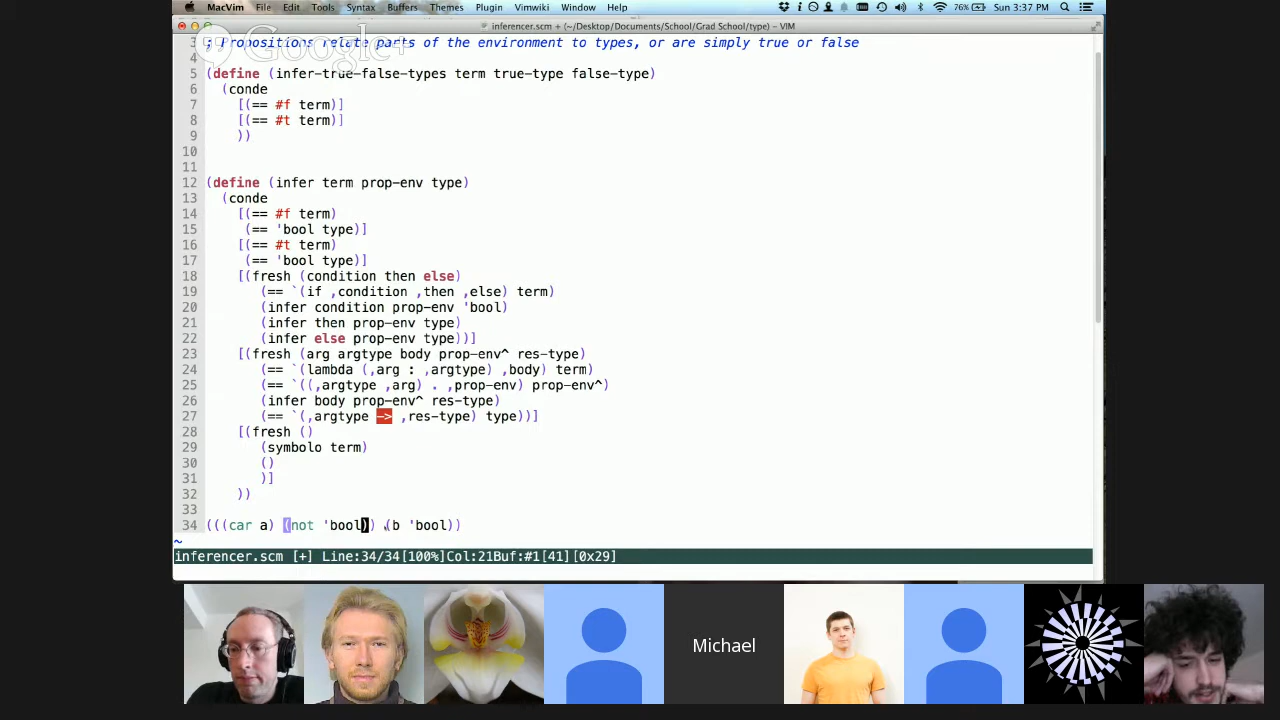 MacVim File Edit Tools Syntax Buffers Themes Plugin Vimwiki Window Help 76% Sun 3:37 PM
inferencer.scm + (~/Desktop/Documents/School/Grad School/type) – VIM
Google+
3 ; Propositions relate parts of the environment to types, or are simply true or false
4
5 (define (infer-true-false-types term true-type false-type)
6 (conde
7 [(== #f term)]
8 [(== #t term)]
9 ))
10
11
12 (define (infer term prop-env type)
13 (conde
14 [(== #f term)
15 (== 'bool type)]
16 [(== #t term)
17 (== 'bool type)]
18 [(fresh (condition then else)
19 (== `(if ,condition ,then ,else) term)
20 (infer condition prop-env 'bool)
21 (infer then prop-env type)
22 (infer else prop-env type))]
23 [(fresh (arg argtype body prop-env^ res-type)
24 (== `(lambda (,arg : ,argtype) ,body) term)
25 (== `((,argtype ,arg) . ,prop-env) prop-env^)
26 (infer body prop-env^ res-type)
27 (== `(,argtype -> ,res-type) type))]
28 [(fresh ()
29 (symbolo term)
30 ()
31 )]
32 ))
33
34 (((car a) (not 'bool)) (b 'bool))
~
inferencer.scm [+] Line:34/34[100%]Col:21Buf:#1[41][0x29]
Michael